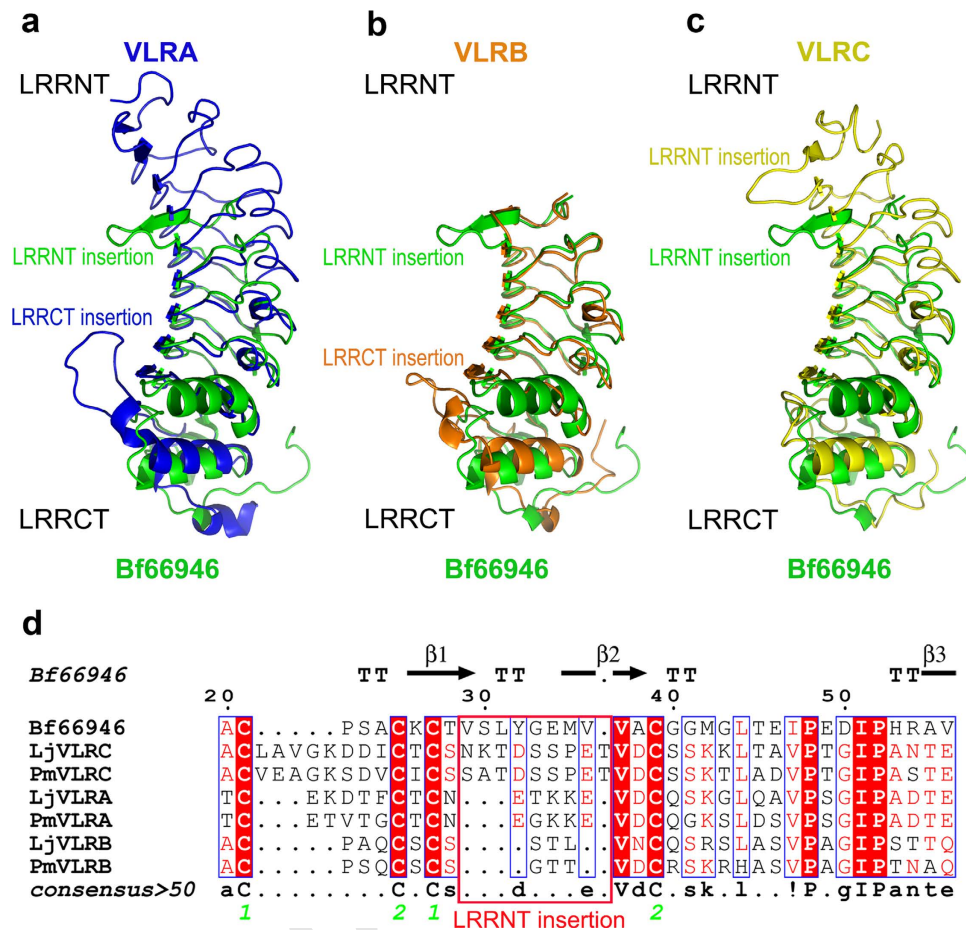 a
b
c
VLRA
VLRB
VLRC
LRRNT
LRRNT
LRRNT
LRRNT insertion
LRRNT insertion
LRRNT insertion
LRRNT insertion
LRRCT insertion
LRRCT insertion
LRRCT
LRRCT
LRRCT
Bf66946
Bf66946
Bf66946
d
Bf66946 TT β1 TT β2 . TT TT β3
20 30 40 50
Bf66946 AC.....PSACKCTVSLYGEMV.VACGGMGLTEIPEDIPHRAV
LjVLRC ACLAVGKDDICTCSNKTDSSPETVDCSSKKLTAVPTGIPANTE
PmVLRC ACVEAGKSDVCICSSATDSSPETVDCSSKTLADVPTGIPASTE
LjVLRA TC...EKDTFCTCN...ETKKE.VDCQSKGLQAVPSGIPADTE
PmVLRA TC...ETVTGCTCN...EGKKE.VDCQGKSLDSVPSGIPADTE
LjVLRB AC.....PAQCSCS....STL..VNCQSRSLASVPAGIPSTTQ
PmVLRB AC.....PSQCSCS....GTT..VDCRSKRHASVPAGIPTNAQ
consensus>50 aC........C.Cs...d...e.VdC.sk.l..!P.gIPante
1 2 1 2
LRRNT insertion